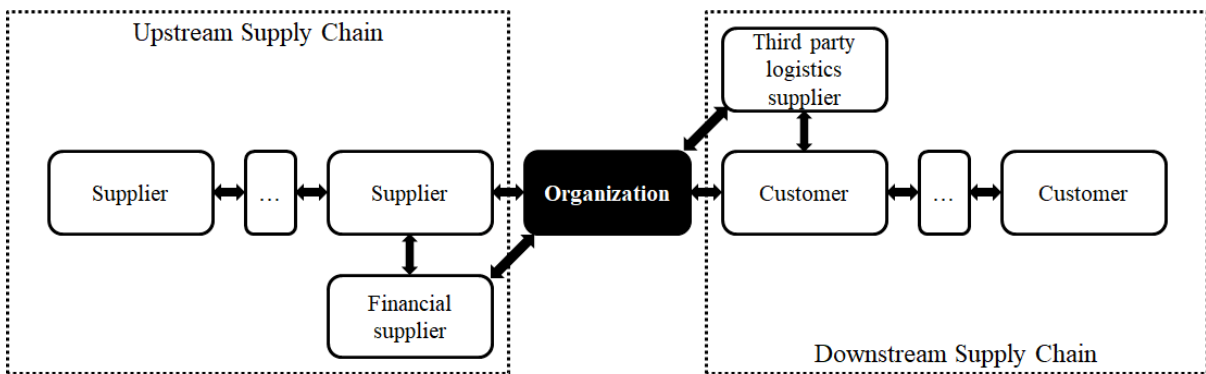 Upstream Supply Chain
Third party
logistics
supplier
Supplier
…
Supplier
Organization
Customer
…
Customer
Financial
supplier
Downstream Supply Chain